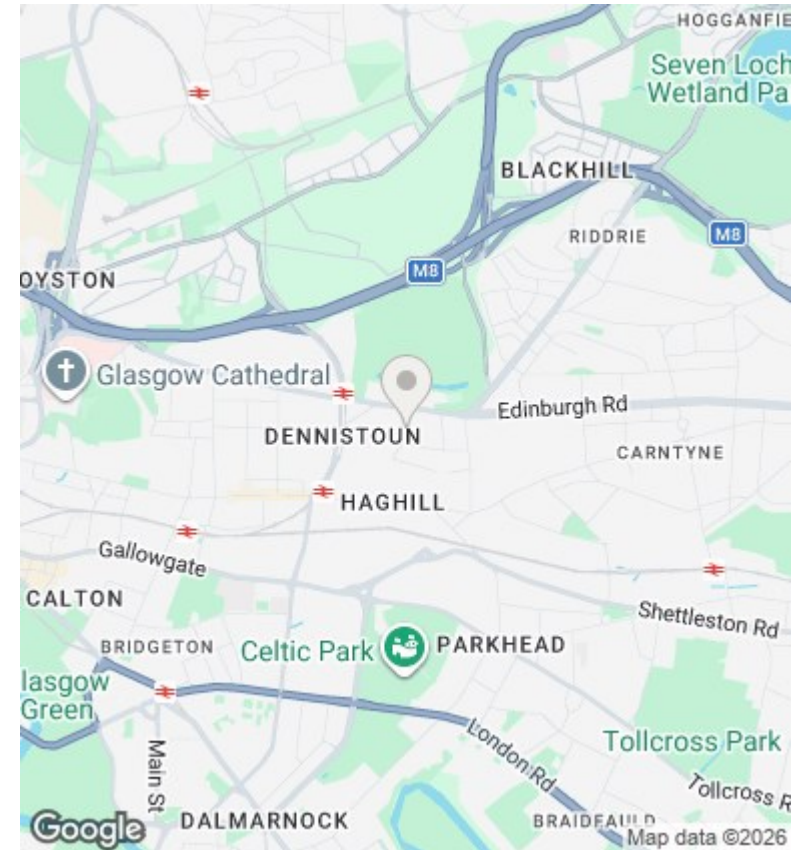 HOGGANFIE
Seven Loch
Wetland Pa
BLACKHILL
RIDDRIE
M8
M8
OYSTON
Glasgow Cathedral
Edinburgh Rd
DENNISTOUN
CARNTYNE
HAGHILL
Gallowgate
CALTON
Shettleston Rd
BRIDGETON
Celtic Park
PARKHEAD
lasgow
Green
Main St
London Rd
Tollcross Park
Tollcross R
DALMARNOCK
BRAIDFAULD
Google
Map data ©2026